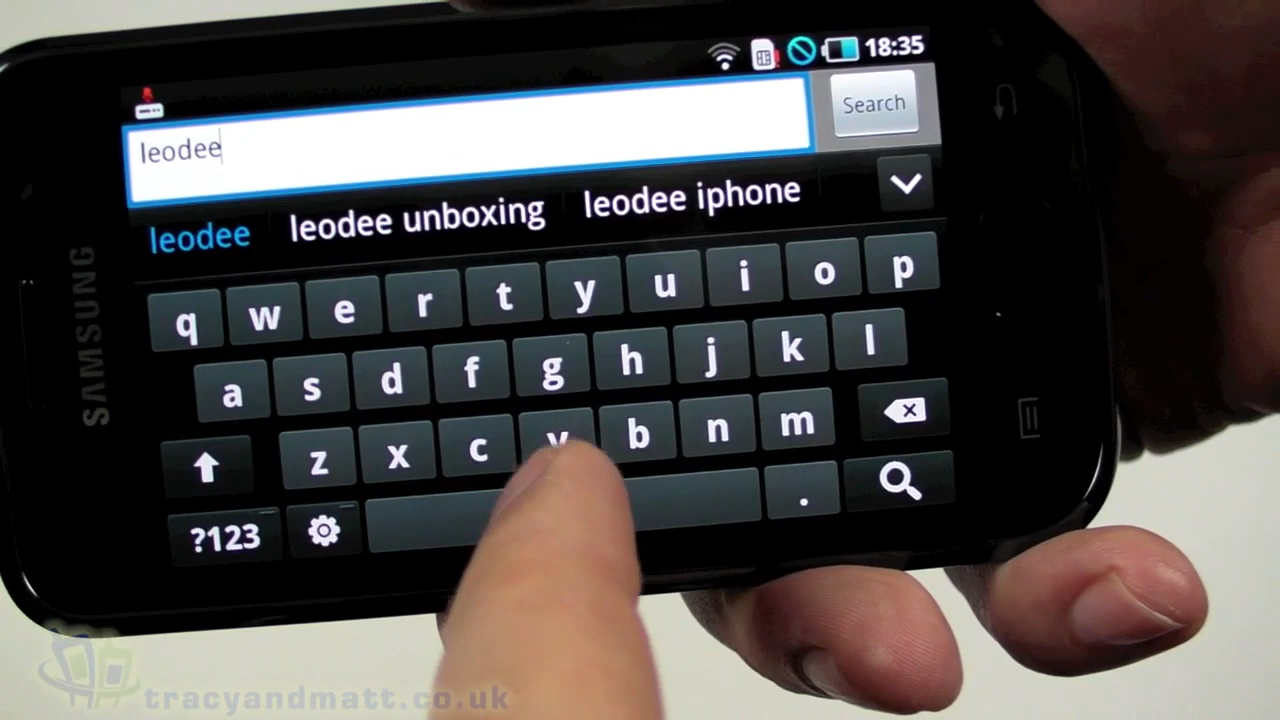 18:35
leodee
Search
leodee leodee unboxing leodee iphone
q w e r t y u i o p
a s d f g h j k l
z x c v b n m
?123 .
SAMSUNG
tracyandmatt.co.uk